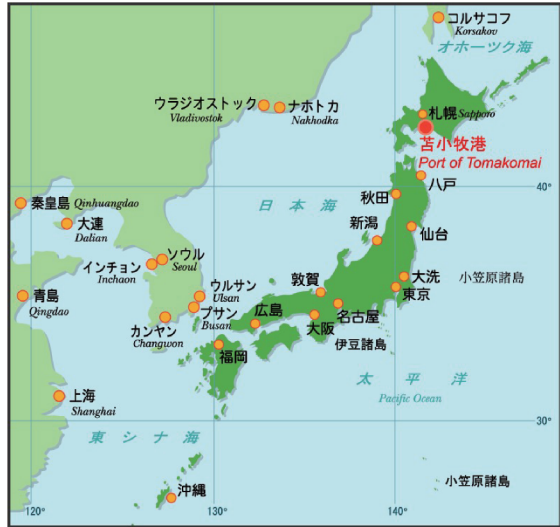 コルサコフ
Korsakov
オホーツク海
ウラジオストック
Vladivostok
ナホトカ
Nakhodka
札幌 Sapporo
苫小牧港
Port of Tomakomai
八戸
40°
秦皇島 Qinhuangdao
大連
Dalian
日本海
秋田
新潟
仙台
ソウル
Seoul
インチョン
Inchaon
青島
Qingdao
ウルサン
Ulsan
プサン
Busan
カンヤン
Changwon
敦賀
広島
大洗
東京
小笠原諸島
名古屋
大阪
伊豆諸島
福岡
太平洋
Pacific Ocean
上海
Shanghai
東シナ海
30°
沖縄
小笠原諸島
120°
130°
140°